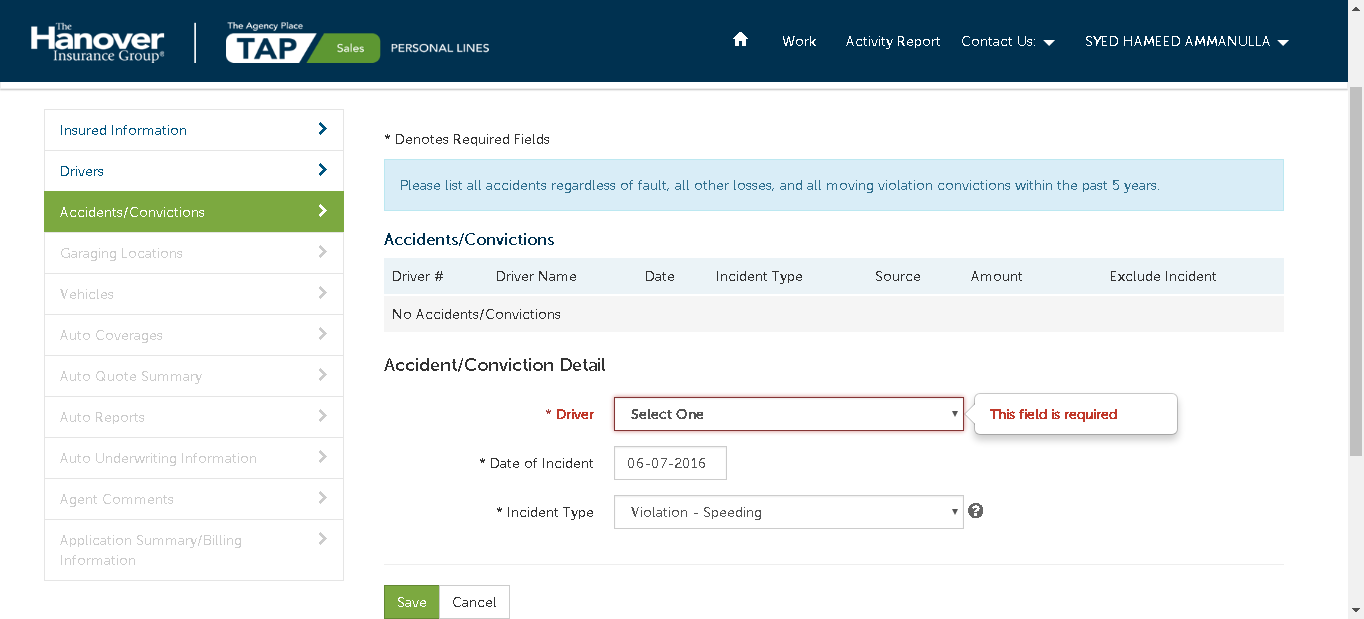 The
Hanover
Insurance Group®
The Agency Place
TAP Sales PERSONAL LINES
Work Activity Report Contact Us: SYED HAMEED AMMANULLA
Insured Information
Drivers
Accidents/Convictions
Garaging Locations
Vehicles
Auto Coverages
Auto Quote Summary
Auto Reports
Auto Underwriting Information
Agent Comments
Application Summary/Billing
Information
* Denotes Required Fields
Please list all accidents regardless of fault, all other losses, and all moving violation convictions within the past 5 years.
Accidents/Convictions
Driver # Driver Name Date Incident Type Source Amount Exclude Incident
No Accidents/Convictions
Accident/Conviction Detail
* Driver Select One This field is required
* Date of Incident 06-07-2016
* Incident Type Violation - Speeding ?
Save Cancel